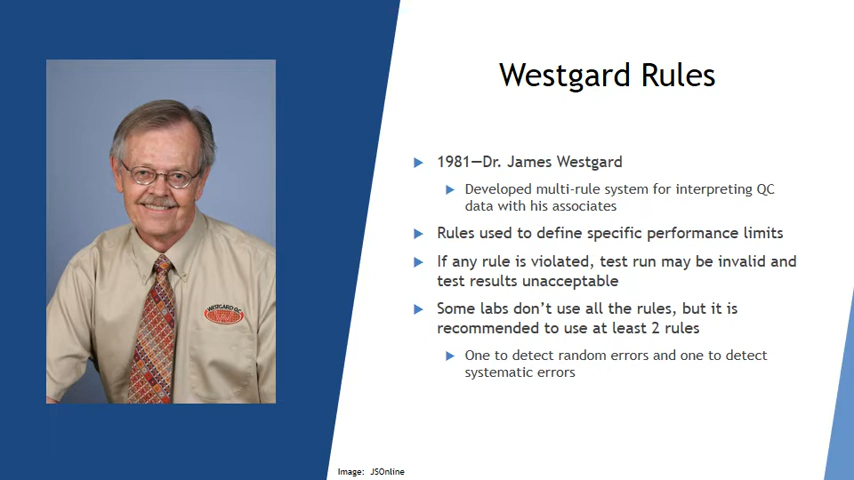 Westgard Rules
1981—Dr. James Westgard
Developed multi-rule system for interpreting QC
data with his associates
Rules used to define specific performance limits
If any rule is violated, test run may be invalid and
test results unacceptable
Some labs don't use all the rules, but it is
recommended to use at least 2 rules
One to detect random errors and one to detect
systematic errors
WESTGARD QC
Image: JSOnline